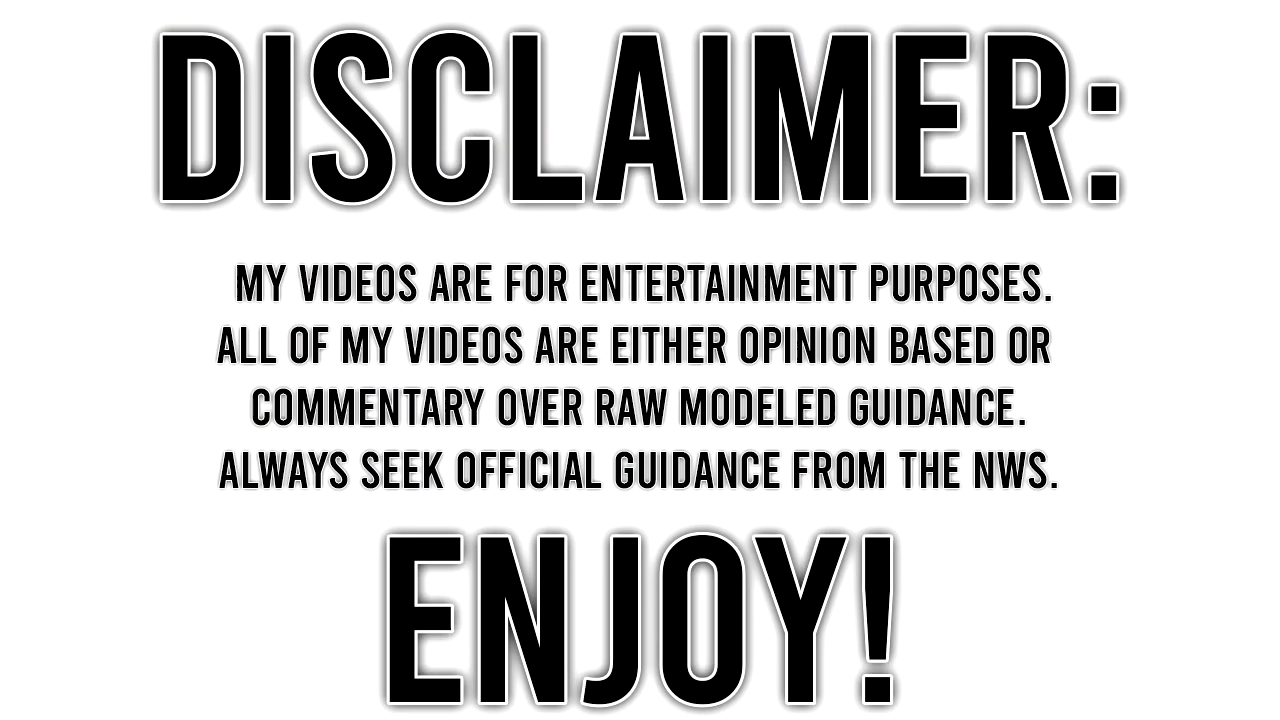 DISCLAIMER:
MY VIDEOS ARE FOR ENTERTAINMENT PURPOSES.
ALL OF MY VIDEOS ARE EITHER OPINION BASED OR
COMMENTARY OVER RAW MODELED GUIDANCE.
ALWAYS SEEK OFFICIAL GUIDANCE FROM THE NWS.
ENJOY!